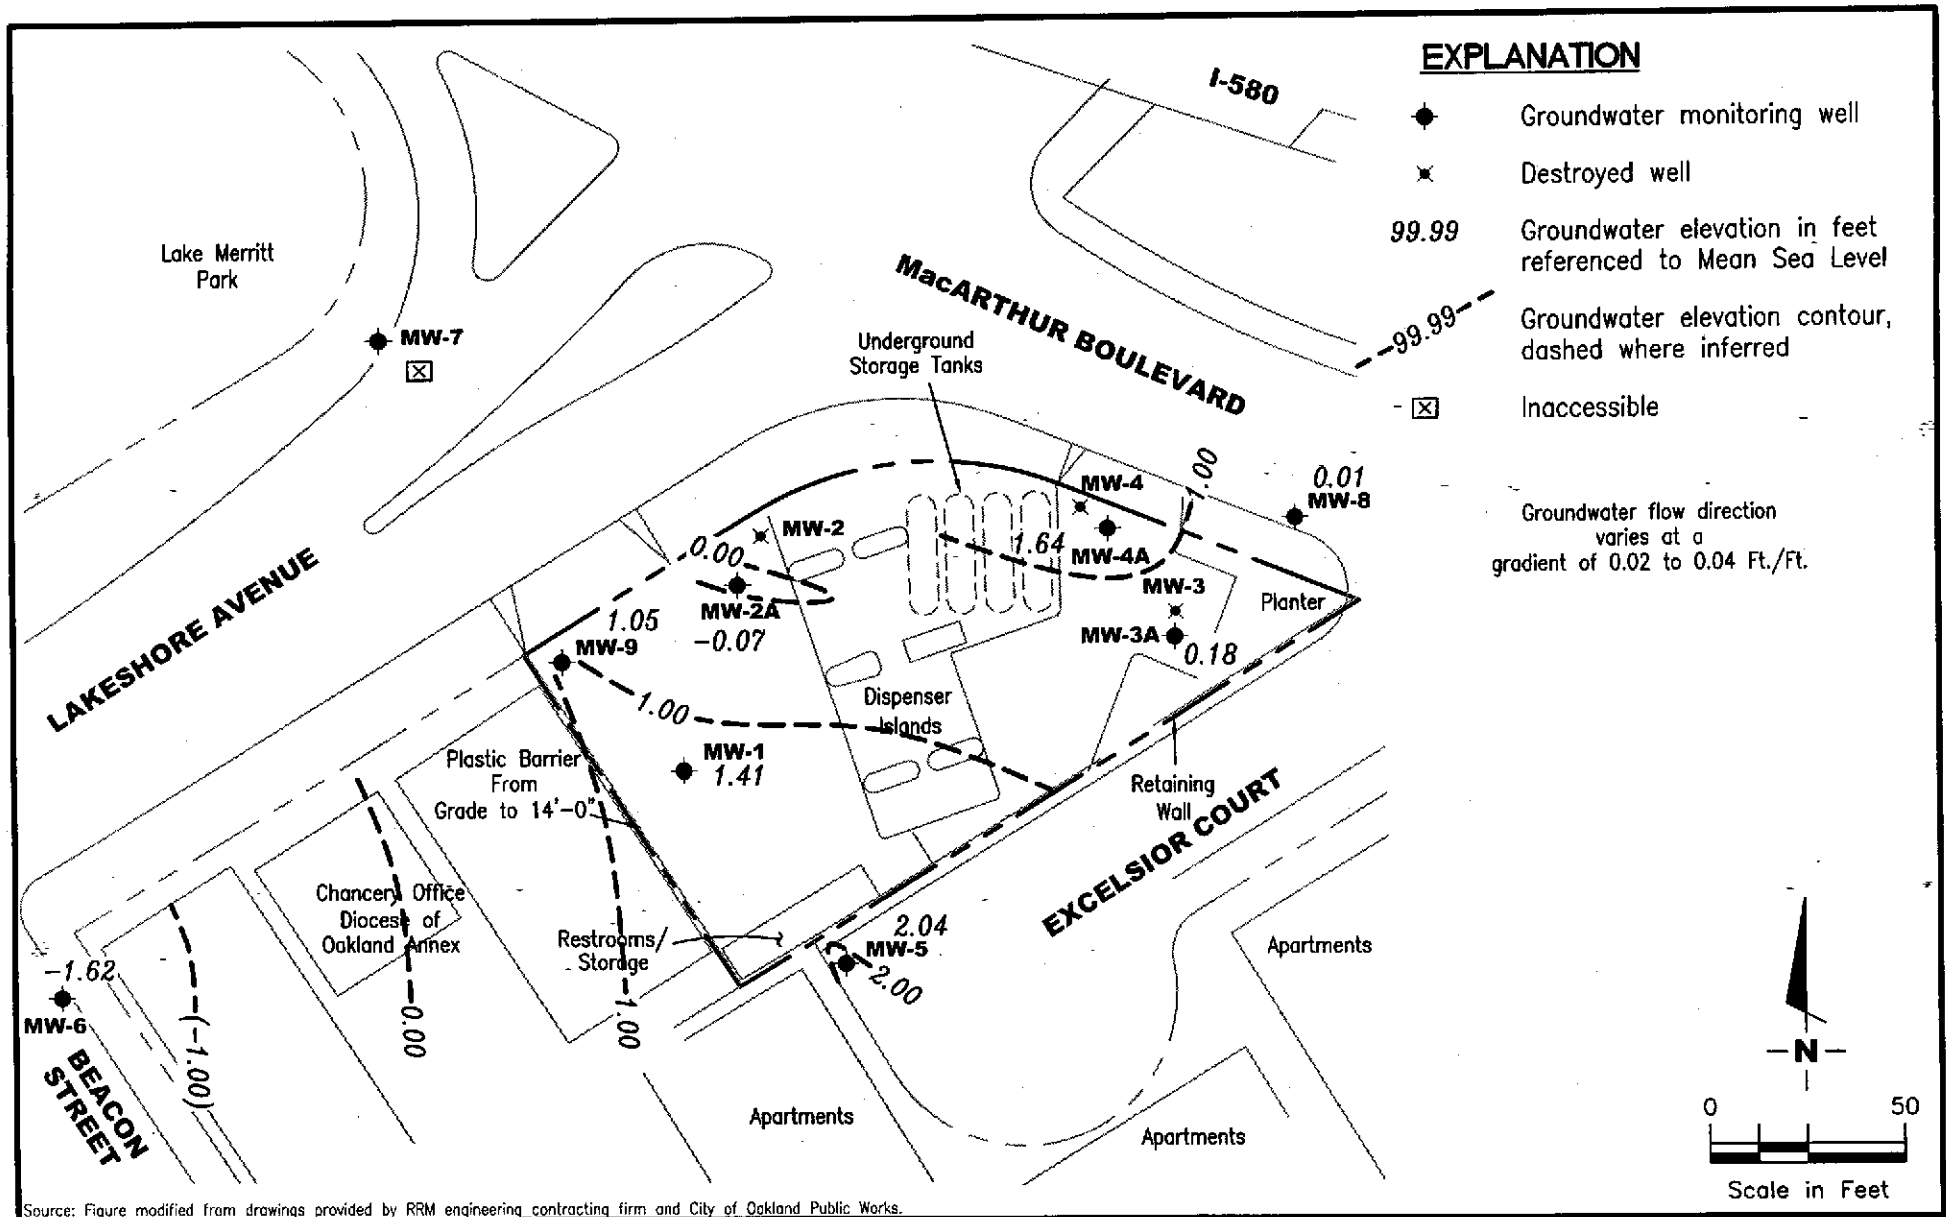 EXPLANATION
Groundwater monitoring well
Destroyed well
99.99
Groundwater elevation in feet
referenced to Mean Sea Level
99.99
Groundwater elevation contour,
dashed where inferred
Inaccessible
Groundwater flow direction
varies at a
gradient of 0.02 to 0.04 Ft./Ft.
I-580
Lake Merritt
Park
MW-7
MacARTHUR BOULEVARD
Underground
Storage Tanks
.00
0.01
MW-8
MW-4
MW-2
0.00
1.64
MW-4A
MW-3
Planter
MW-2A
1.05
-0.07
MW-3A
0.18
MW-9
LAKESHORE AVENUE
1.00
Dispenser
Islands
Plastic Barrier
From
Grade to 14'-0"
MW-1
1.41
Retaining
Wall
EXCELSIOR COURT
Chancery Office
Diocese of
Oakland Annex
Restrooms/
Storage
2.04
MW-5
2.00
Apartments
-1.62
MW-6
BEACON
STREET
(-1.00)
0.00
1.00
Apartments
Apartments
N
0 50
Scale in Feet
Source: Figure modified from drawings provided by RRM engineering contracting firm and City of Oakland Public Works.